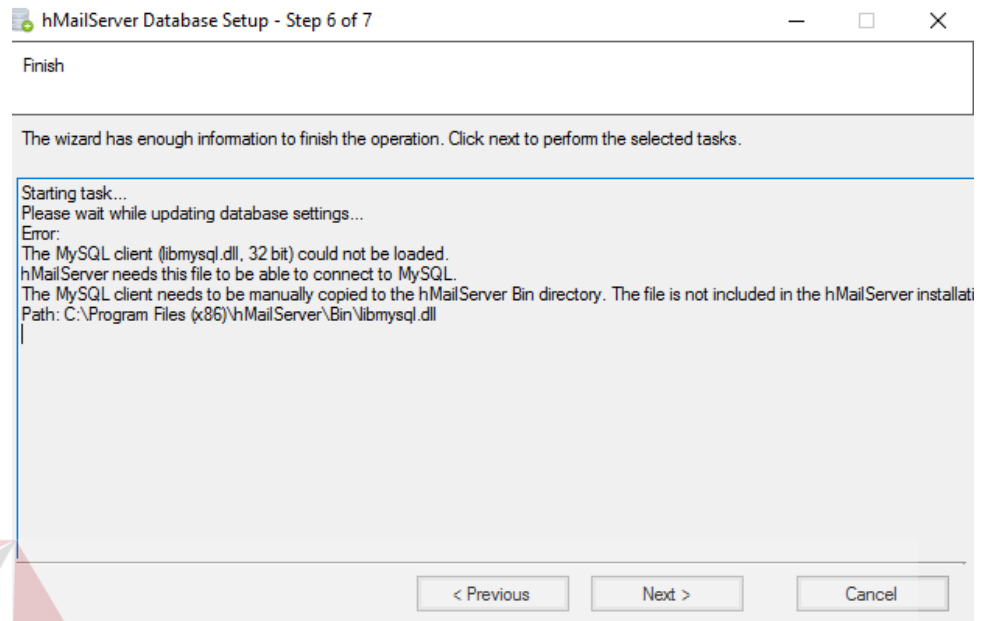 hMailServer Database Setup - Step 6 of 7
Finish
The wizard has enough information to finish the operation. Click next to perform the selected tasks.
Starting task...
Please wait while updating database settings...
Error:
The MySQL client (libmysql.dll, 32 bit) could not be loaded.
hMailServer needs this file to be able to connect to MySQL.
The MySQL client needs to be manually copied to the hMailServer Bin directory. The file is not included in the hMailServer installati
Path: C:\Program Files (x86)\hMailServer\Bin\libmysql.dll
< Previous Next > Cancel